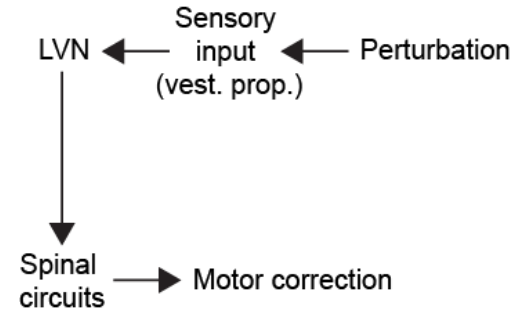 Sensory
LVN
input
Perturbation
(vest. prop.)
Spinal
circuits
Motor correction